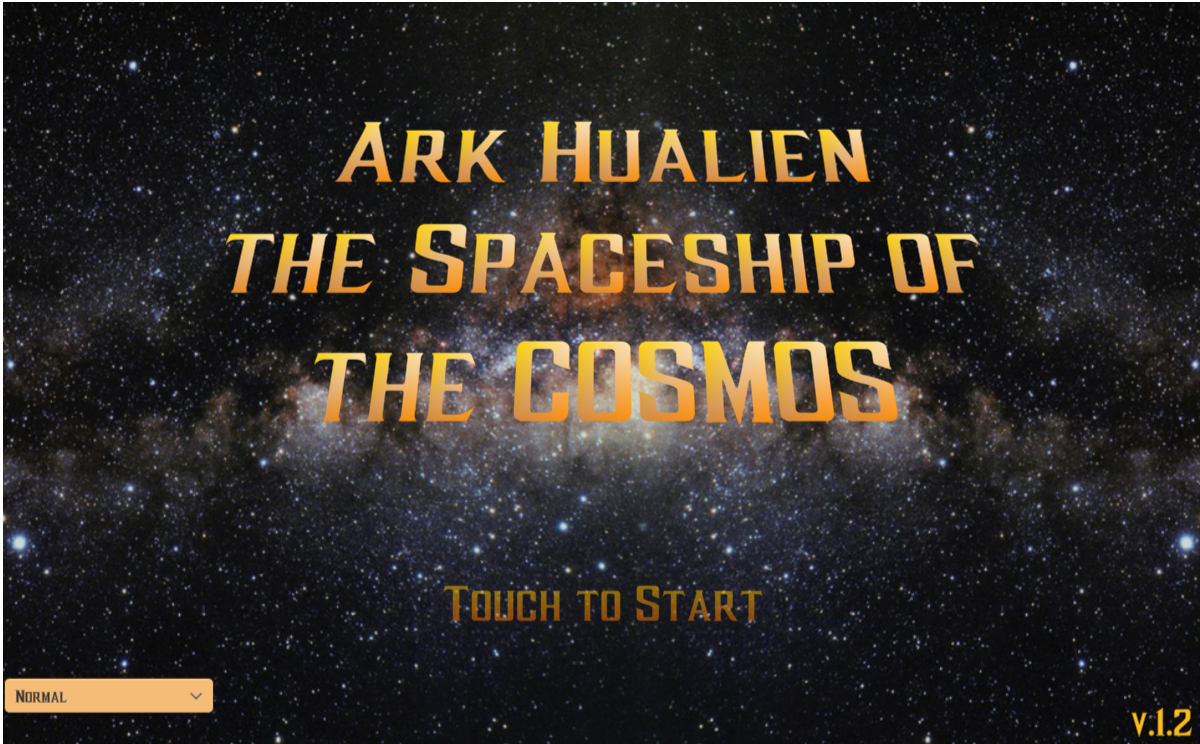 Ark Hualien
the Spaceship of
the COSMOS
Touch to Start
Normal
v.1.2